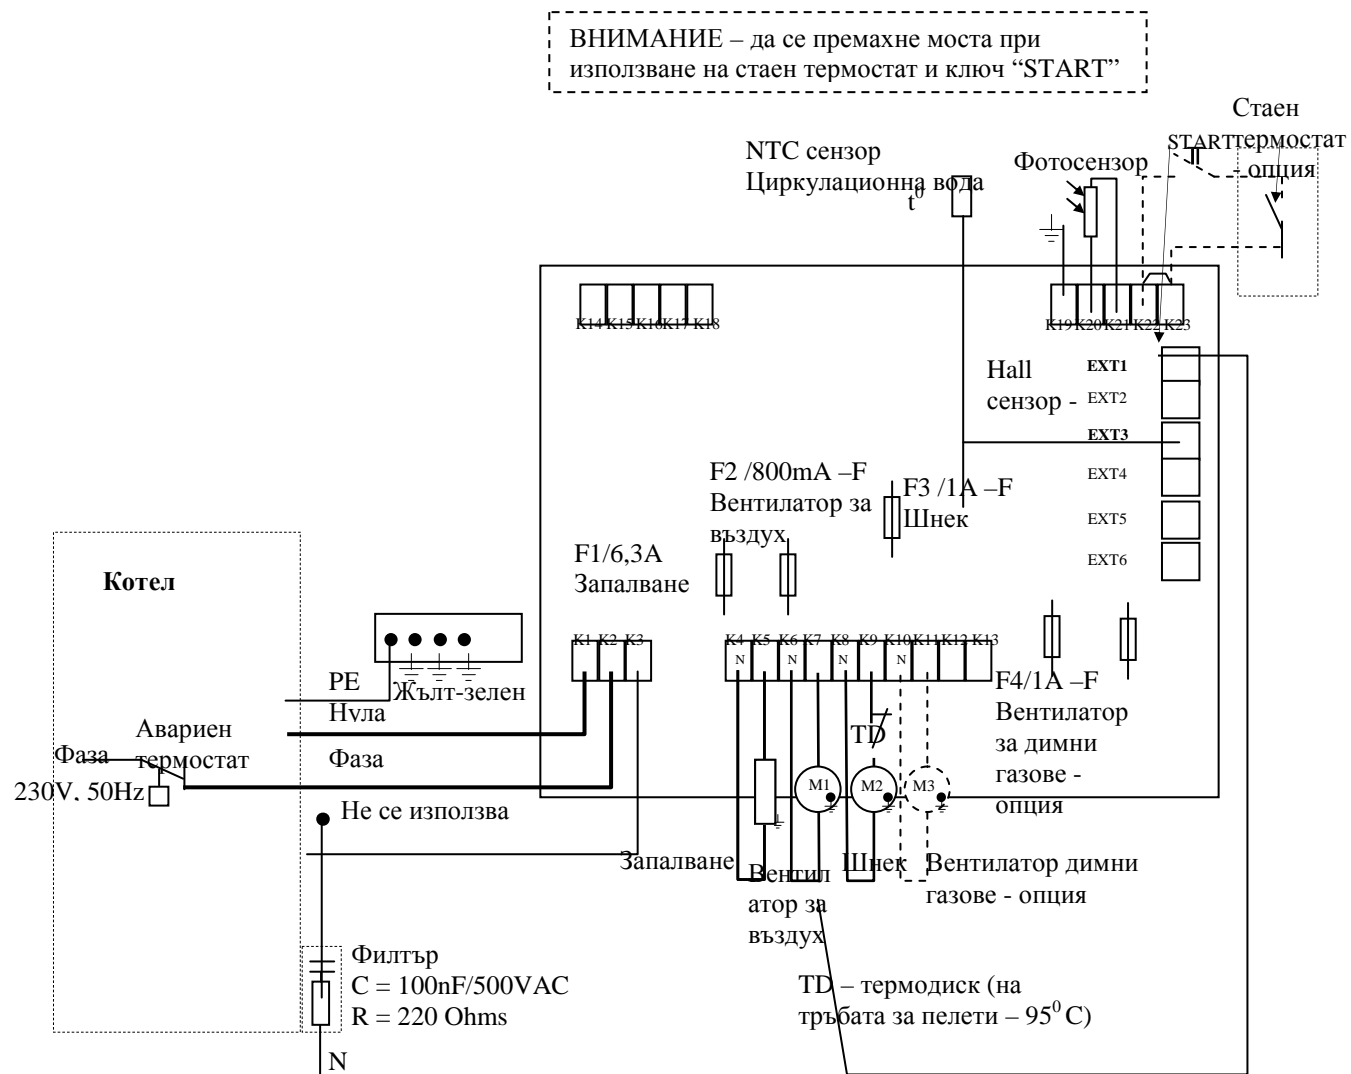 ВНИМАНИЕ – да се премахне моста при
използване на стаен термостат и ключ “START”
Стаен
термостат
- опция
START
NTC сензор
Циркулационна вода
t⁰
Фотосензор
K14 K15 K16 K17 K18
K19 K20 K21 K22 K23
Hall
сензор -
EXT1
EXT2
EXT3
EXT4
EXT5
EXT6
F2 /800mA –F
Вентилатор за
въздух
F3 /1A –F
Шнек
F1/6,3A
Запалване
Котел
K1 K2 K3
K4 K5 K6 K7 K8 K9 K10 K11 K12 K13
N N N N
F4/1A –F
Вентилатор
за димни
газове -
опция
PE
Жълт-зелен
Нула
Авариен
термостат
Фаза
Фаза
230V, 50Hz
Не се използва
TD
M1
M2
M3
Запалване
Вентил
атор за
въздух
Шнек
Вентилатор димни
газове - опция
Филтър
C = 100nF/500VAC
R = 220 Ohms
N
TD – термодиск (на
тръбата за пелети – 95⁰ C)